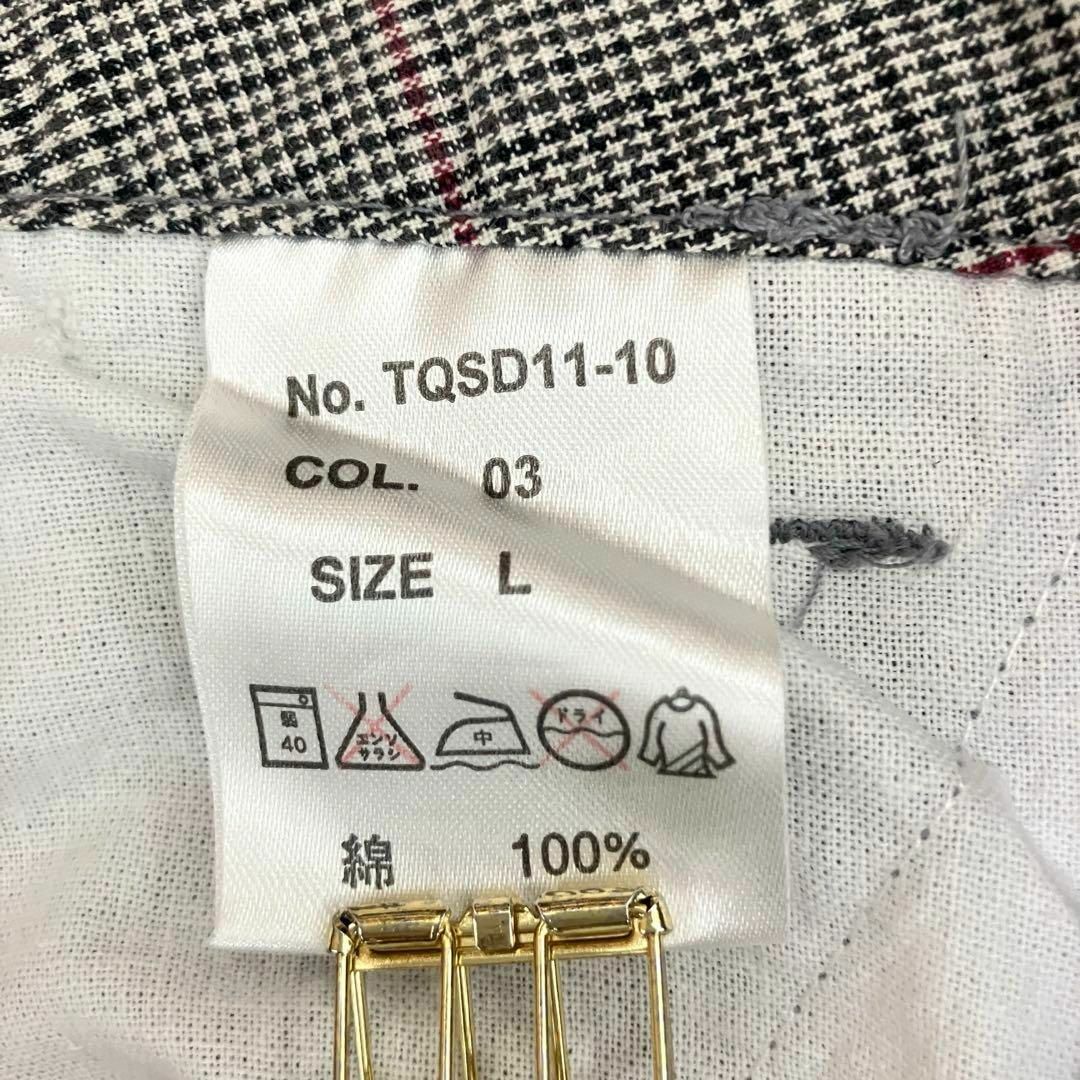 No. TQSD11-10
COL. 03
SIZE L
弱
40
エンソ
サラシ
中
ドライ
綿 100%